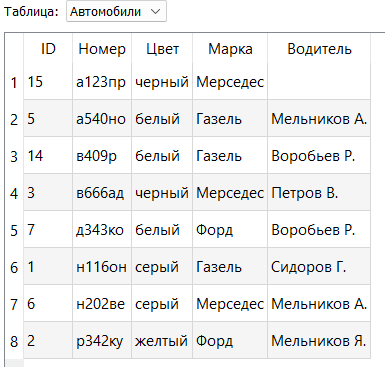 Таблица: Автомобили
ID Номер Цвет Марка Водитель
1 15 а123пр черный Мерседес
2 5 а540но белый Газель Мельников А.
3 14 в409р белый Газель Воробьев Р.
4 3 в666ад черный Мерседес Петров В.
5 7 д343ко белый Форд Воробьев Р.
6 1 н116он серый Газель Сидоров Г.
7 6 н202ве серый Мерседес Мельников А.
8 2 р342ку желтый Форд Мельников Я.